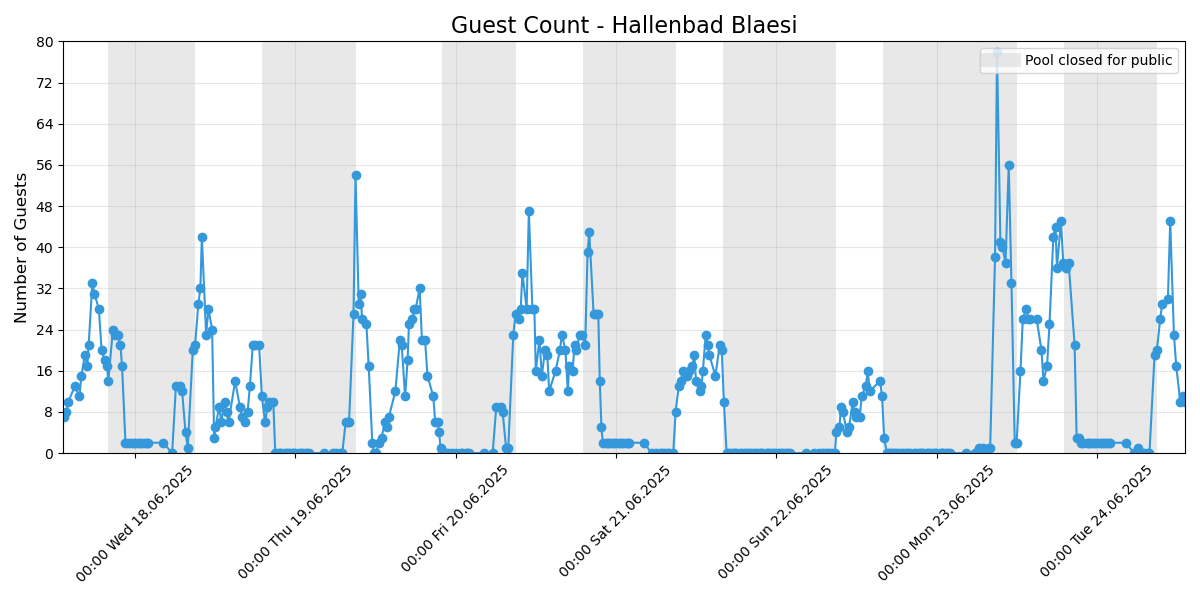 Guest Count - Hallenbad Blaesi
Pool closed for public
Number of Guests
80
72
64
56
48
40
32
24
16
8
0
00:00 Wed 18.06.2025
00:00 Thu 19.06.2025
00:00 Fri 20.06.2025
00:00 Sat 21.06.2025
00:00 Sun 22.06.2025
00:00 Mon 23.06.2025
00:00 Tue 24.06.2025